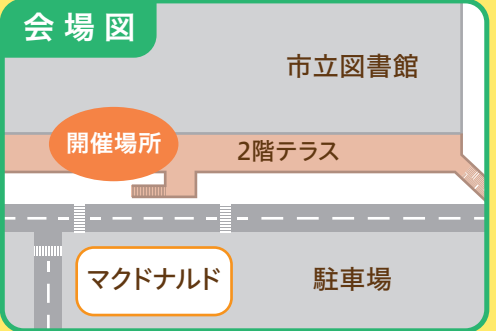 会場図
市立図書館
開催場所
2階テラス
マクドナルド
駐車場